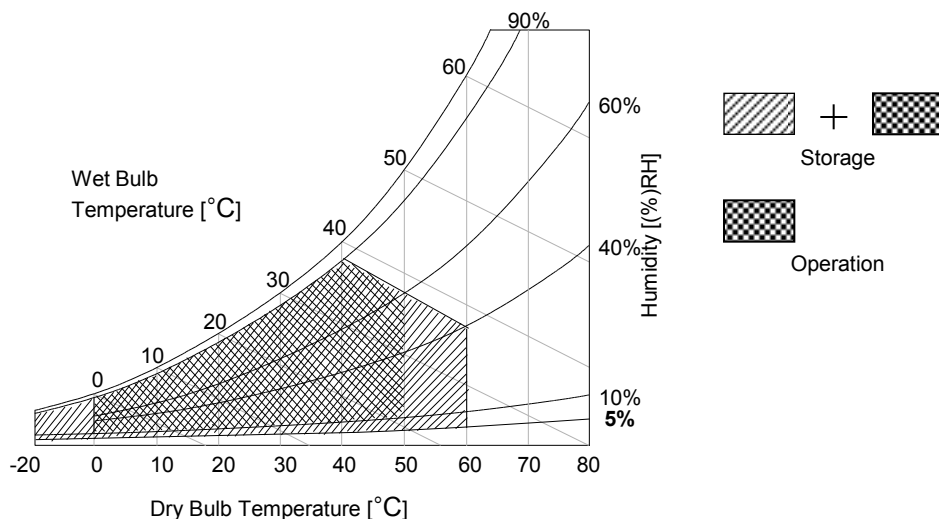 90%
60
60%
50
Wet Bulb
Temperature [°C]
Storage
40
40%
Humidity [(%)RH]
30
Operation
20
10
0
10%
5%
-20 0 10 20 30 40 50 60 70 80
Dry Bulb Temperature [°C]